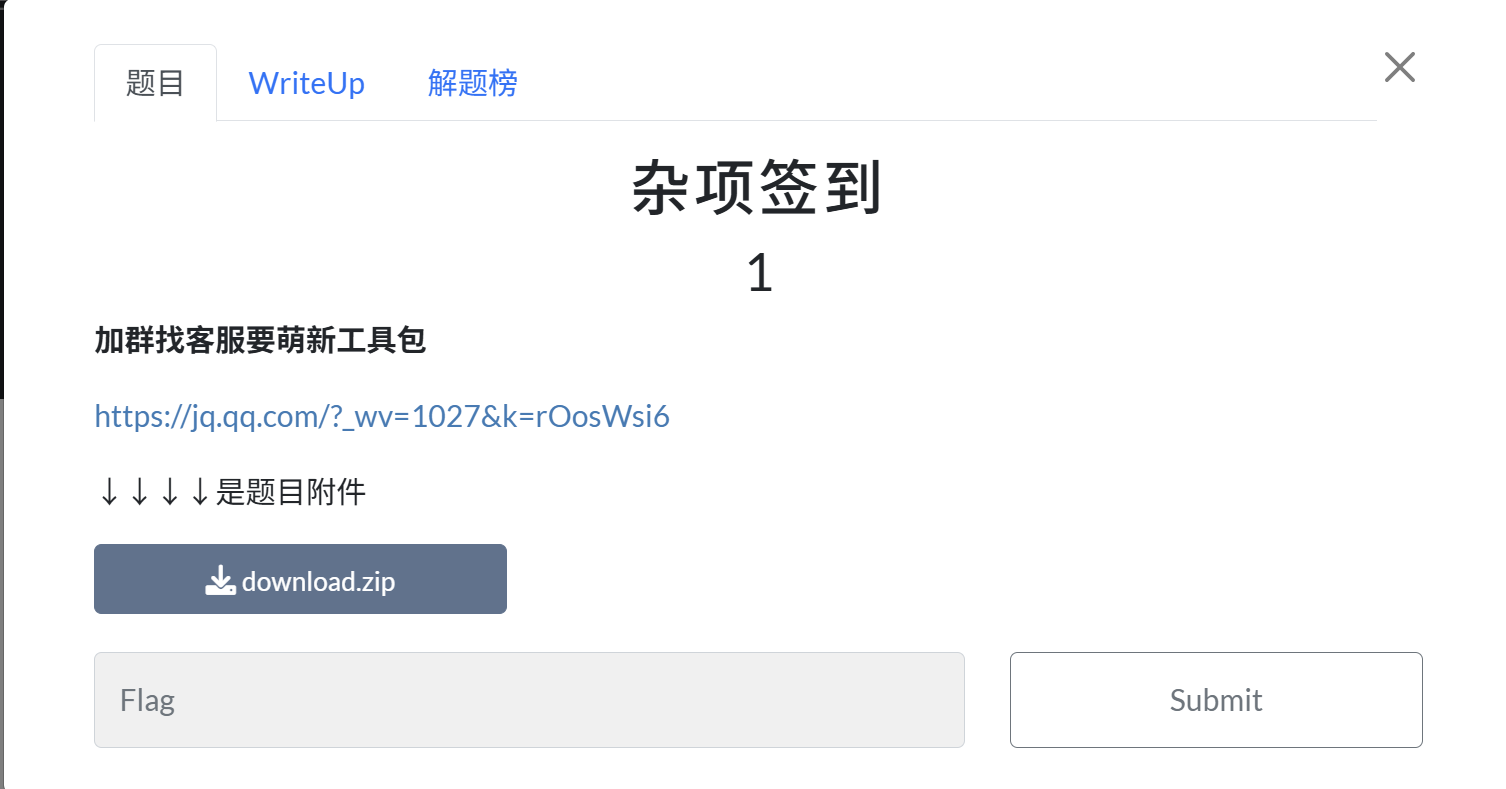 题目 WriteUp 解题榜
杂项签到
1
加群找客服要萌新工具包
https://jq.qq.com/?_wv=1027&k=rOosWsi6
↓↓↓↓是题目附件
download.zip
Flag Submit